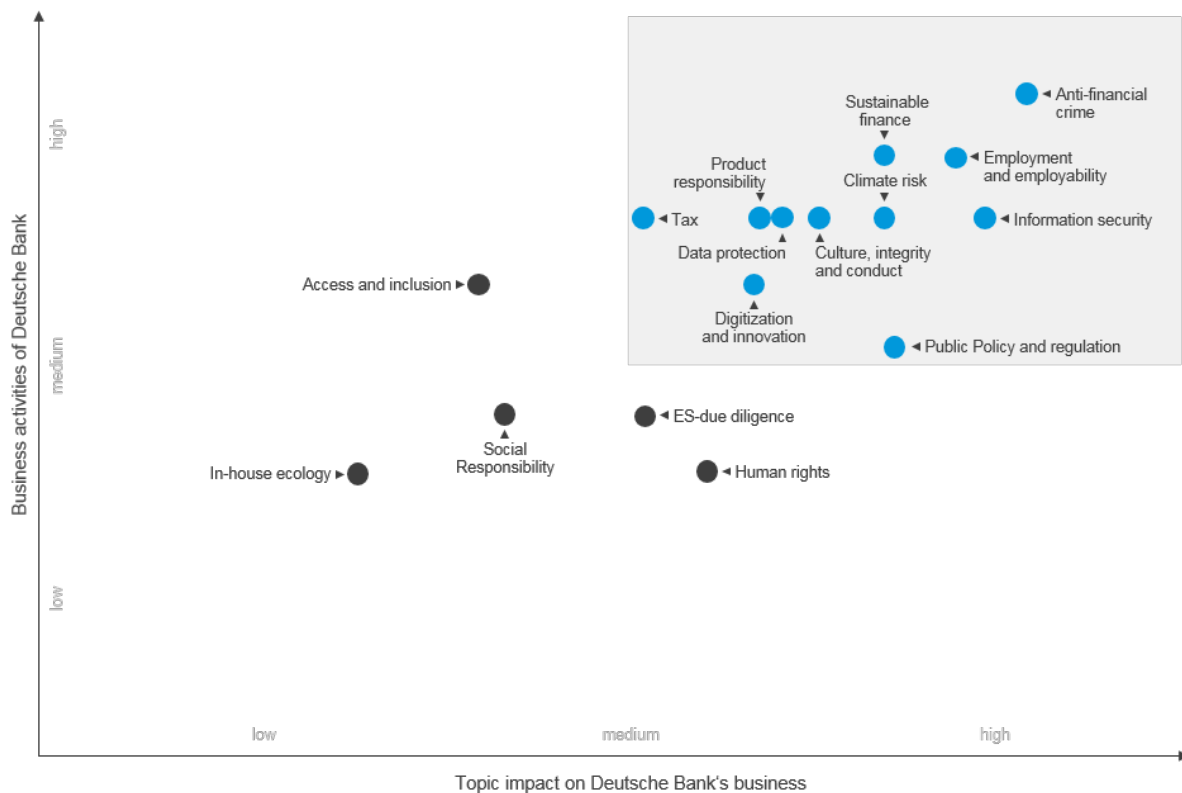 Business activities of Deutsche Bank
high
medium
low
Anti-financial
crime
Sustainable
finance
Employment
and employability
Product
responsibility
Climate risk
Tax
Information security
Data protection
Culture, integrity
and conduct
Access and inclusion
Digitization
and innovation
Public Policy and regulation
ES-due diligence
Social
Responsibility
In-house ecology
Human rights
low
medium
high
Topic impact on Deutsche Bank‘s business